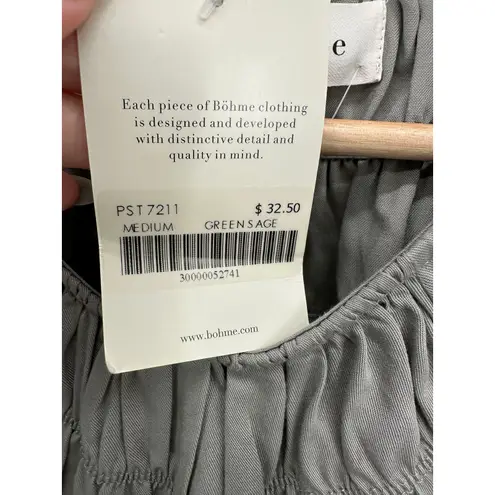 e
Each piece of Böhme clothing
is designed and developed
with distinctive detail and
quality in mind.
PST7211 $ 32.50
MEDIUM GREEN SAGE
30000052741
www.bohme.com